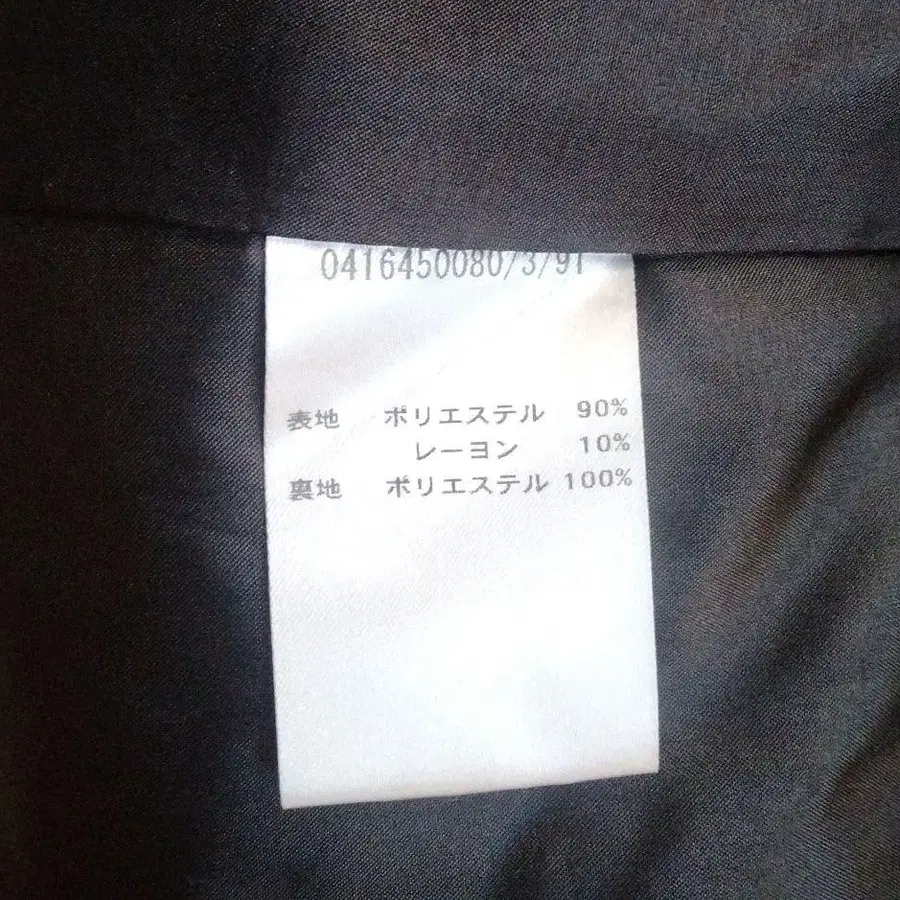 0416450080/3/91
表地 ポリエステル 90%
レーヨン 10%
裏地 ポリエステル 100%